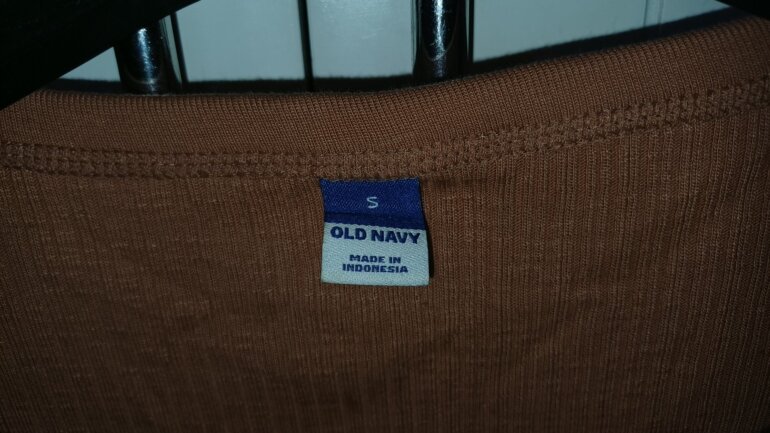 S
OLD NAVY
MADE IN
INDONESIA